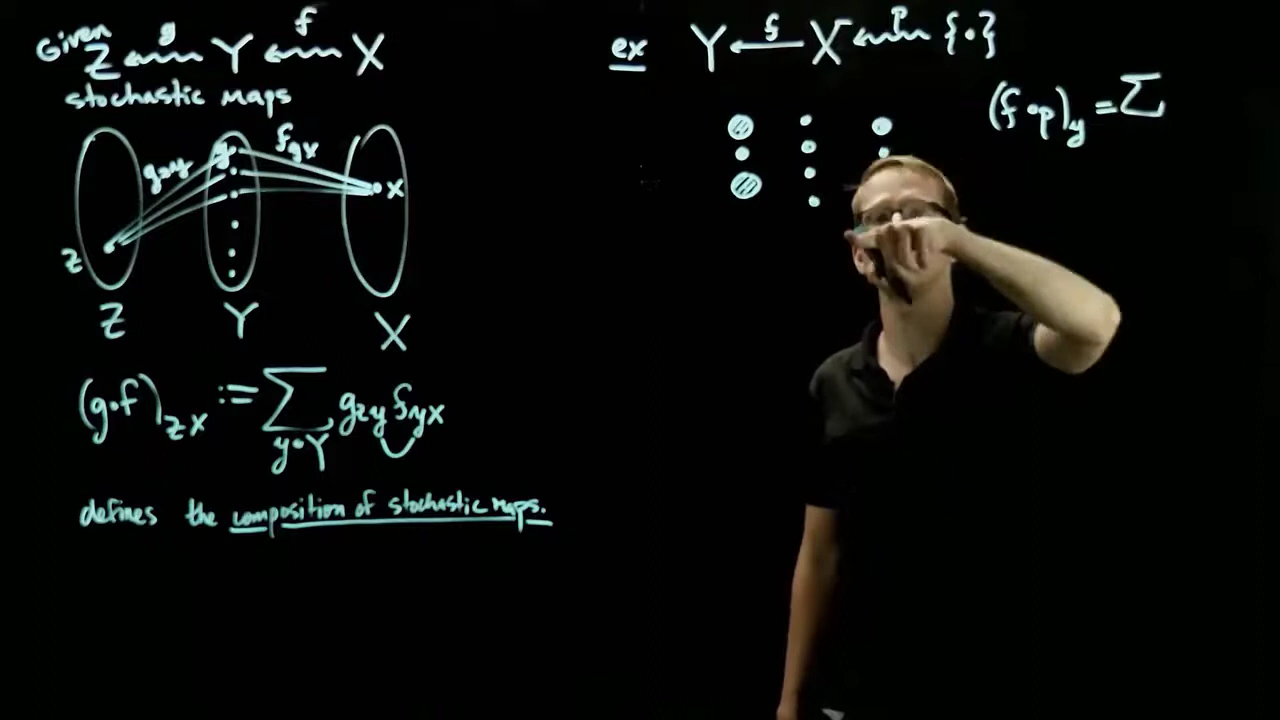 Given
Z ⟵ Y ⟵ X
g f
stochastic maps
g_zy f_yx
z y x
Z Y X
(g∘f)_zx := Σ_{y∈Y} g_zy f_yx
defines the composition of stochastic maps.
ex Y ⟵ X ⟵ {•}
f p
(f∘p)_y = Σ